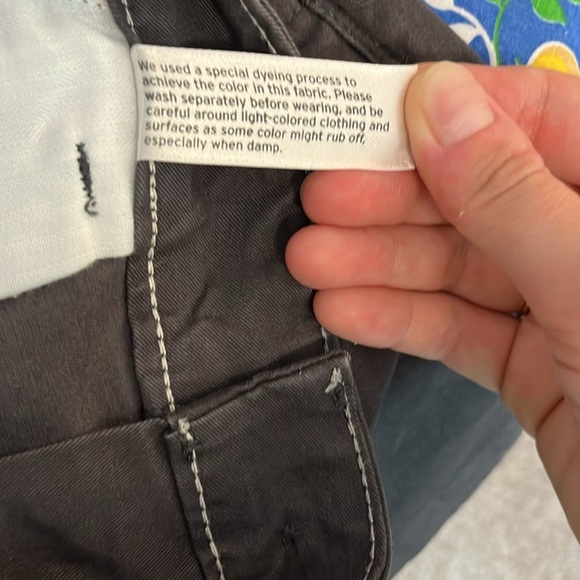 We used a special dyeing process to
achieve the color in this fabric. Please
wash separately before wearing, and be
careful around light-colored clothing and
surfaces as some color might rub off,
especially when damp.